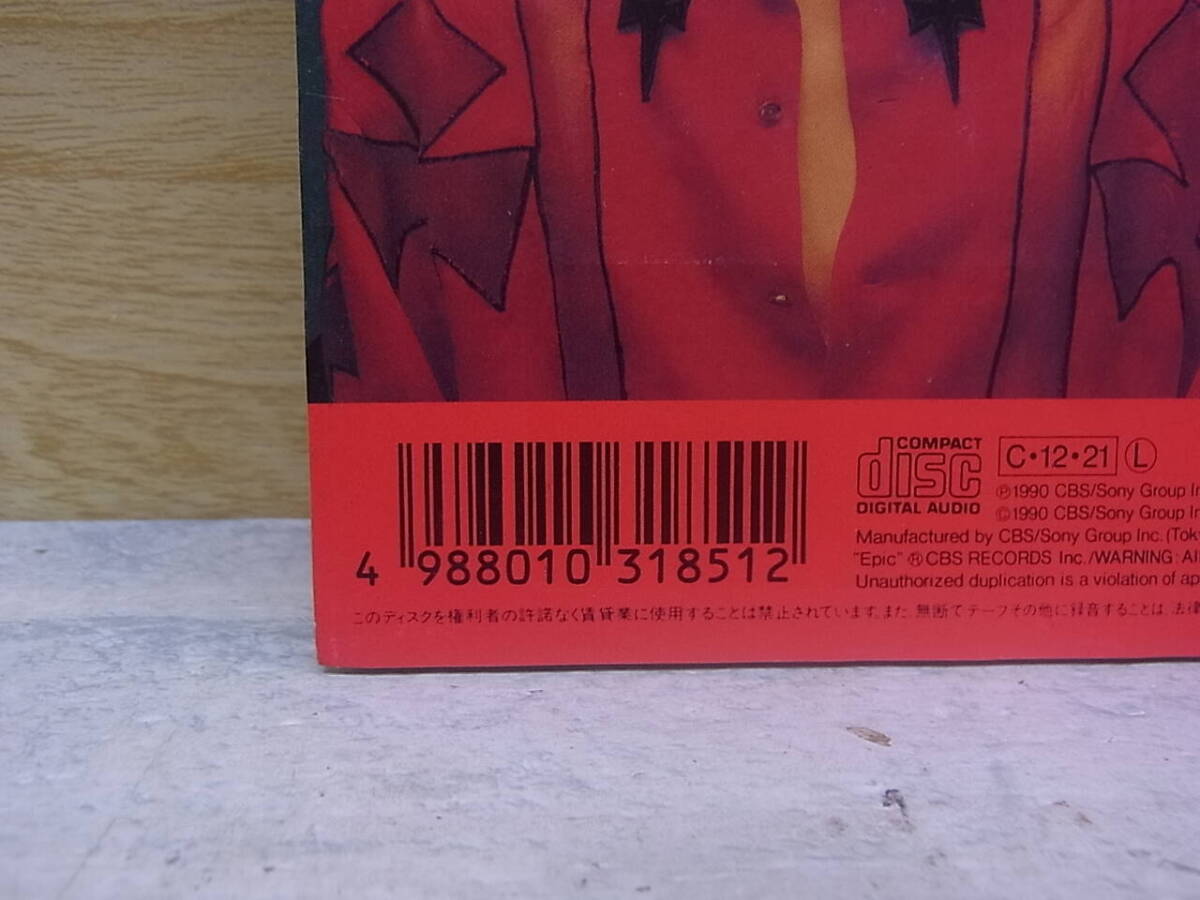 4 988010 318512
COMPACT
disc
DIGITAL AUDIO
C•12•21 Ⓛ
℗1990 CBS/Sony Group
©1990 CBS/Sony Group
Manufactured by CBS/Sony Group Inc.
"Epic" ®CBS RECORDS Inc./WARNING:
Unauthorized duplication is a violation of
このディスクを権利者の許諾なく賃貸業に使用することは禁止されています。また、無断でテープその他に録音することは、法律